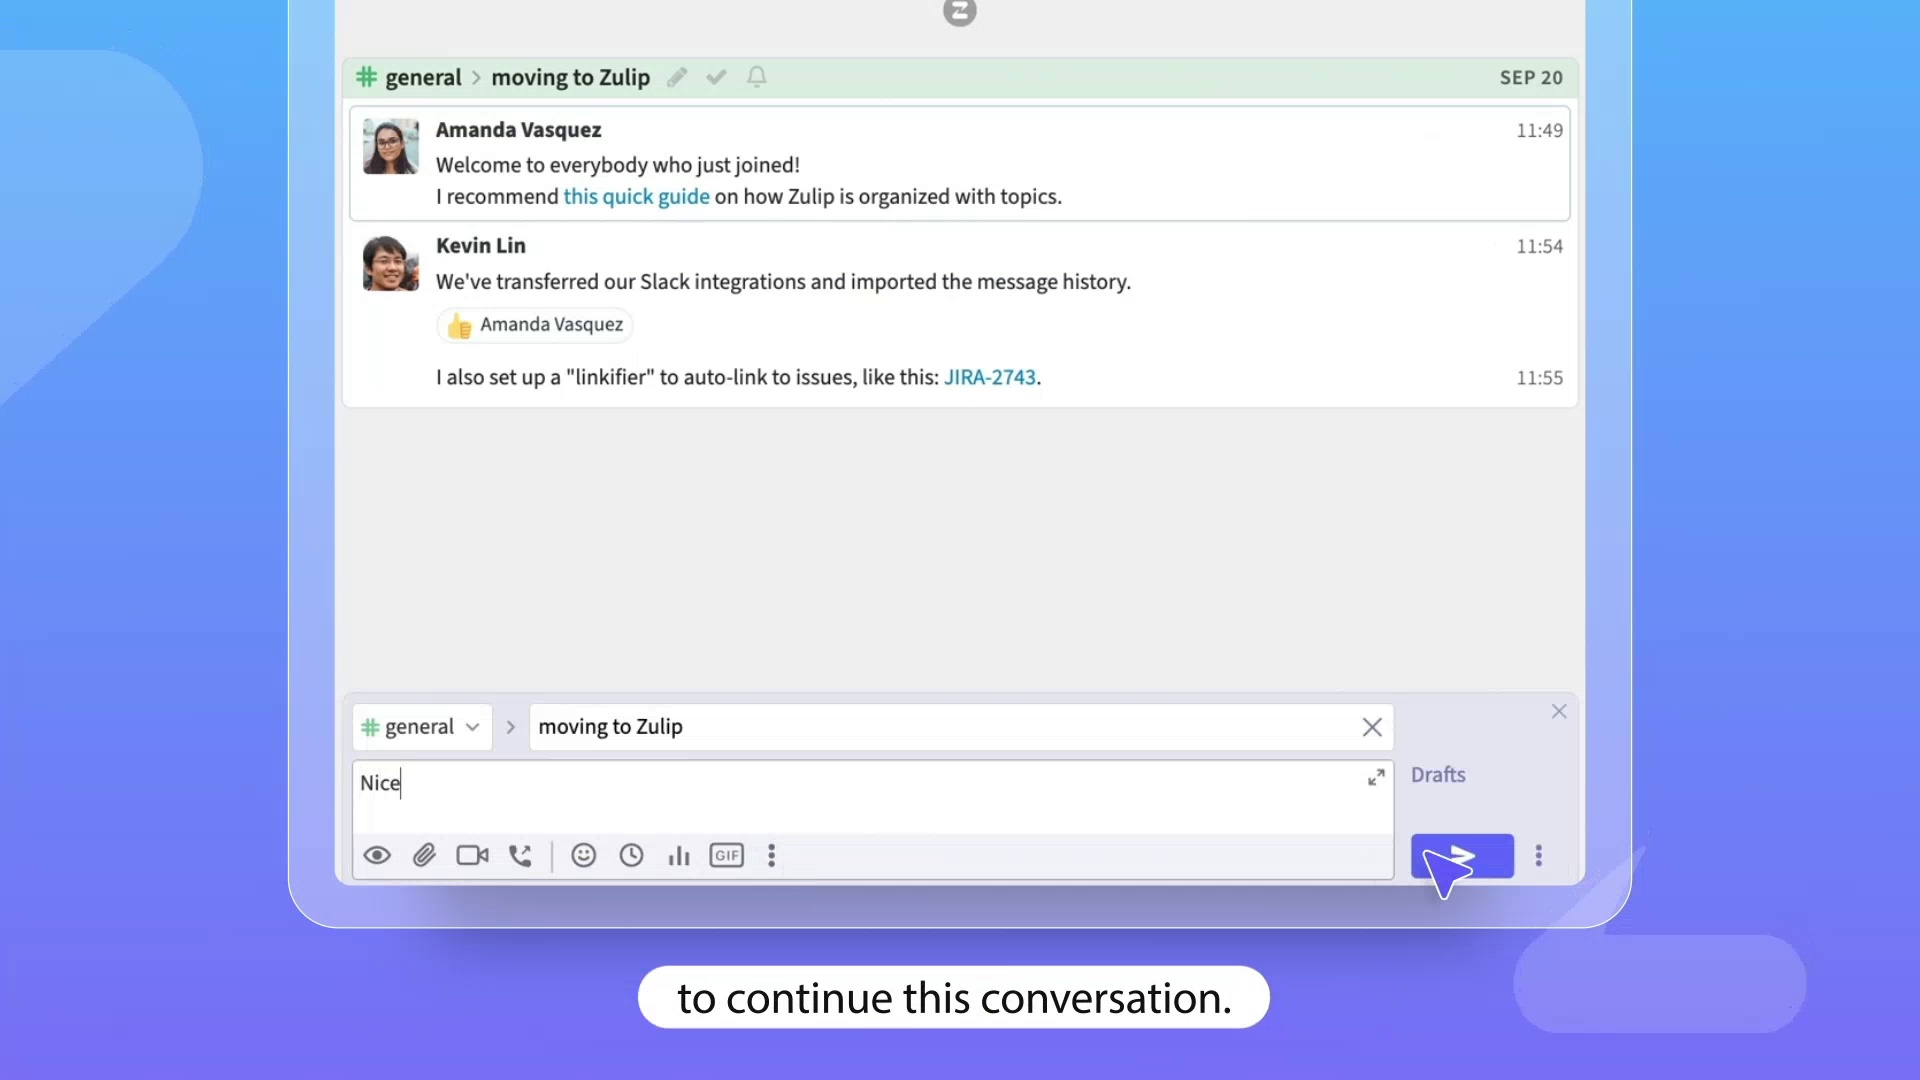 general > moving to Zulip SEP 20
Amanda Vasquez 11:49
Welcome to everybody who just joined!
I recommend this quick guide on how Zulip is organized with topics.
Kevin Lin 11:54
We've transferred our Slack integrations and imported the message history.
Amanda Vasquez
I also set up a "linkifier" to auto-link to issues, like this: JIRA-2743. 11:55
general > moving to Zulip
Nice
Drafts
GIF
to continue this conversation.